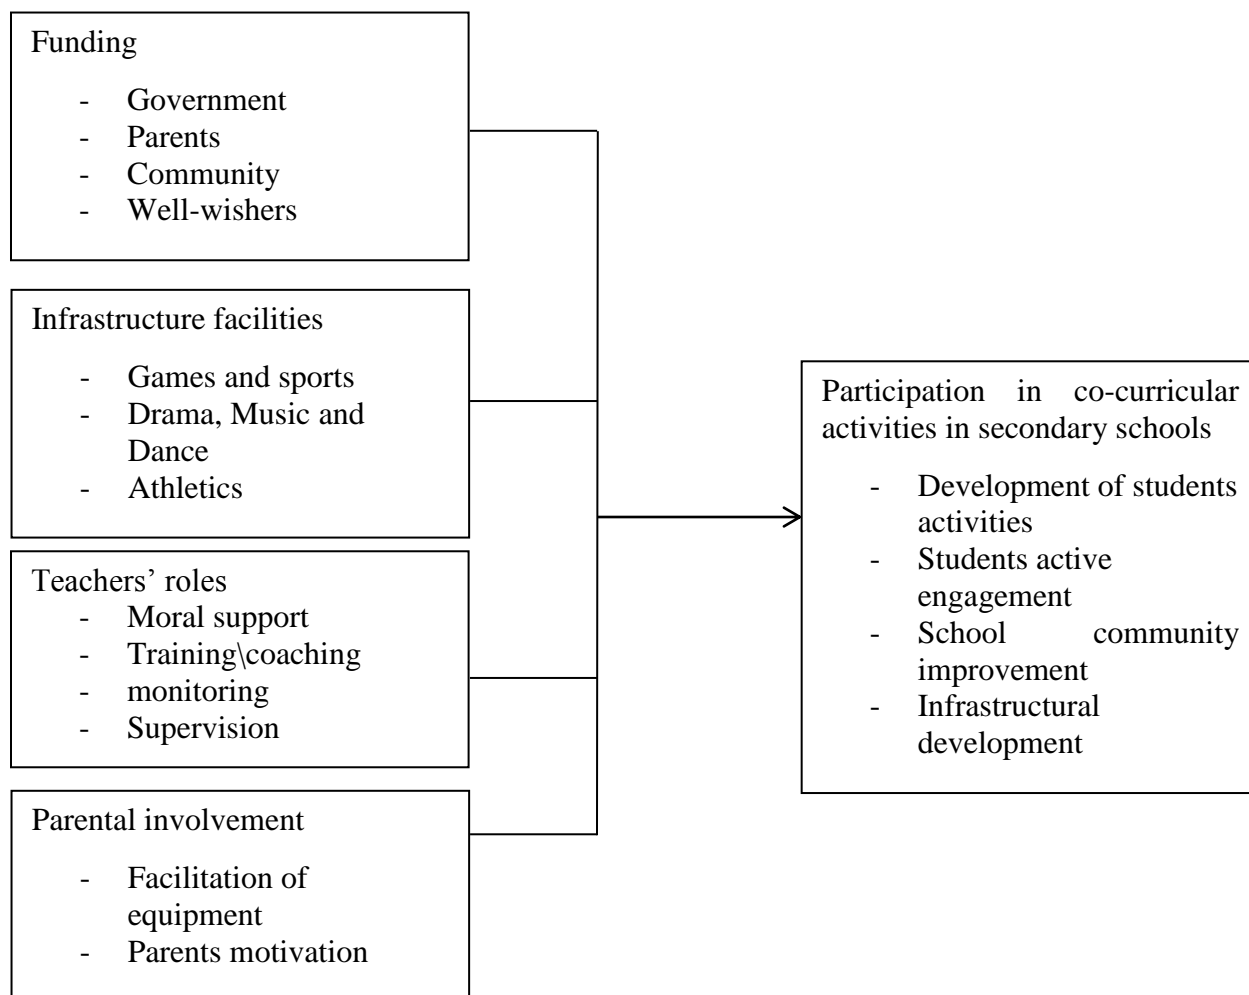 Funding
- Government
- Parents
- Community
- Well-wishers
Infrastructure facilities
- Games and sports
- Drama, Music and
Dance
- Athletics
Teachers’ roles
- Moral support
- Training\coaching
- monitoring
- Supervision
Parental involvement
- Facilitation of
equipment
- Parents motivation
Participation in co-curricular
activities in secondary schools
- Development of students
activities
- Students active
engagement
- School community
improvement
- Infrastructural
development